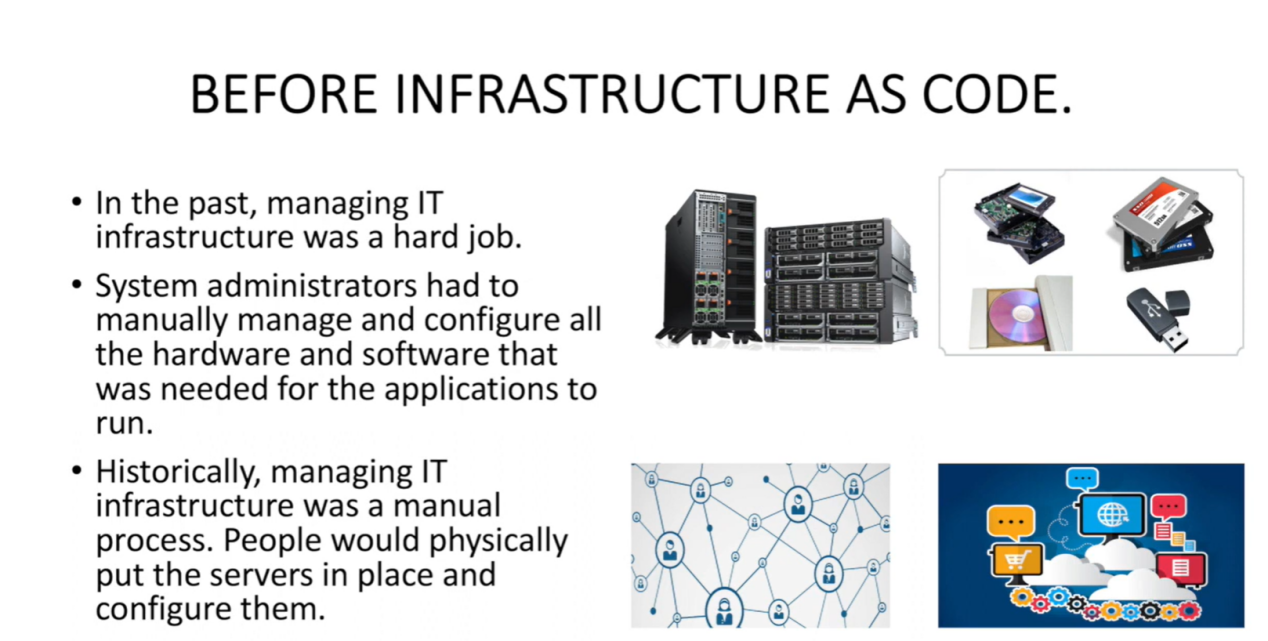 BEFORE INFRASTRUCTURE AS CODE.
• In the past, managing IT
infrastructure was a hard job.
• System administrators had to
manually manage and configure all
the hardware and software that
was needed for the applications to
run.
• Historically, managing IT
infrastructure was a manual
process. People would physically
put the servers in place and
configure them.